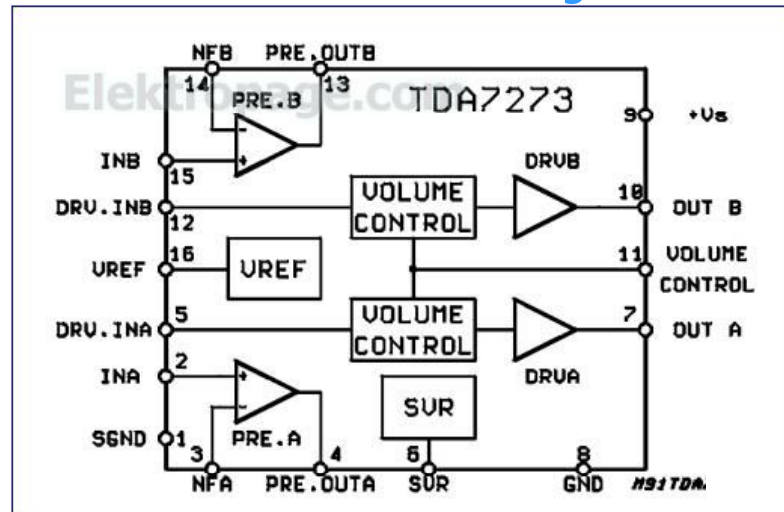 NFB PRE.OUTB
14 13
Elektropage.com
PRE.B
TDA7273
9 +Vs
-
+
INB
15
DRVB
VOLUME
CONTROL
DRV.INB
12
10 OUT B
16
VREF
VREF
11 VOLUME
CONTROL
5
DRV.INA
VOLUME
CONTROL
7 OUT A
2
INA
DRVA
+
-
SVR
SGND 1
PRE.A
3 4 6 8
NFA PRE.OUTA SVR GND M91TDA